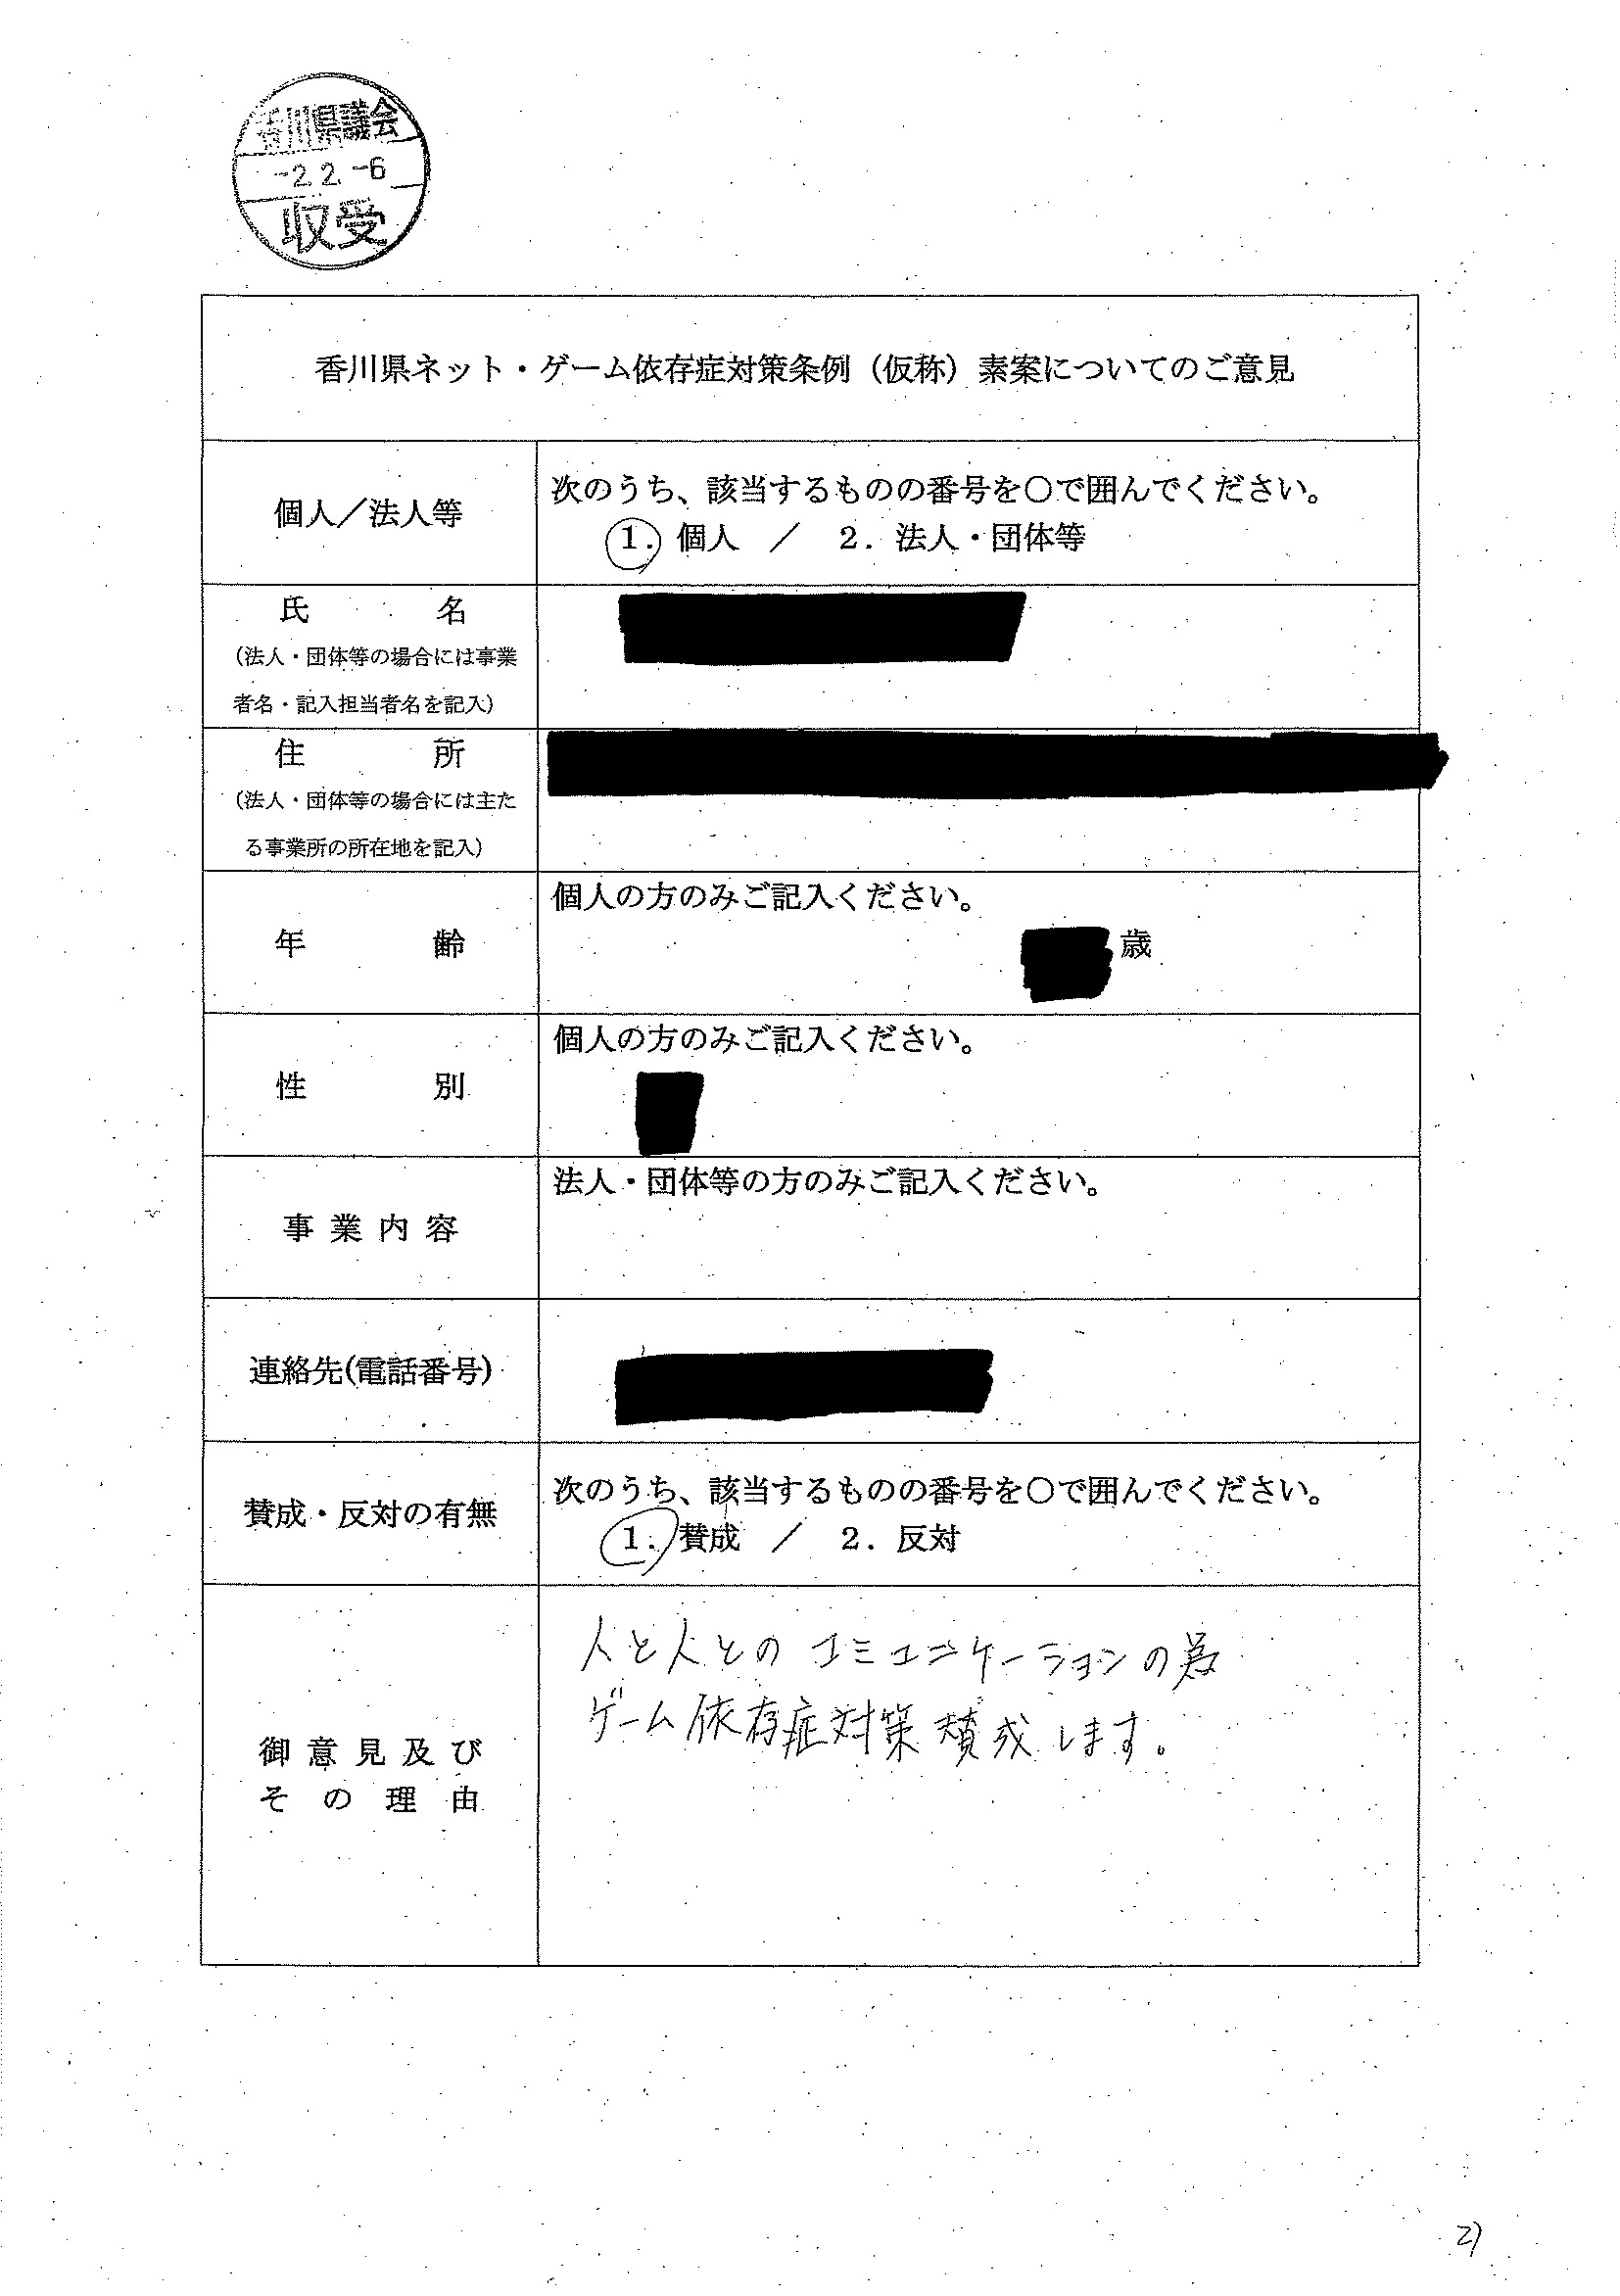 香川県議会
-2.2.-6
収受
香川県ネット・ゲーム依存症対策条例（仮称）素案についてのご意見
個人／法人等
次のうち、該当するものの番号を○で囲んでください。
1. 個人 ／ 2. 法人・団体等
氏名
（法人・団体等の場合には事業
者名・記入担当者名を記入）
住所
（法人・団体等の場合には主た
る事業所の所在地を記入）
年齢
個人の方のみご記入ください。
歳
性別
個人の方のみご記入ください。
事業内容
法人・団体等の方のみご記入ください。
連絡先(電話番号)
賛成・反対の有無
次のうち、該当するものの番号を○で囲んでください。
1. 賛成 ／ 2. 反対
御意見及び
その理由
人と人とのコミュニケーションの為
ゲーム依存症対策 成します。